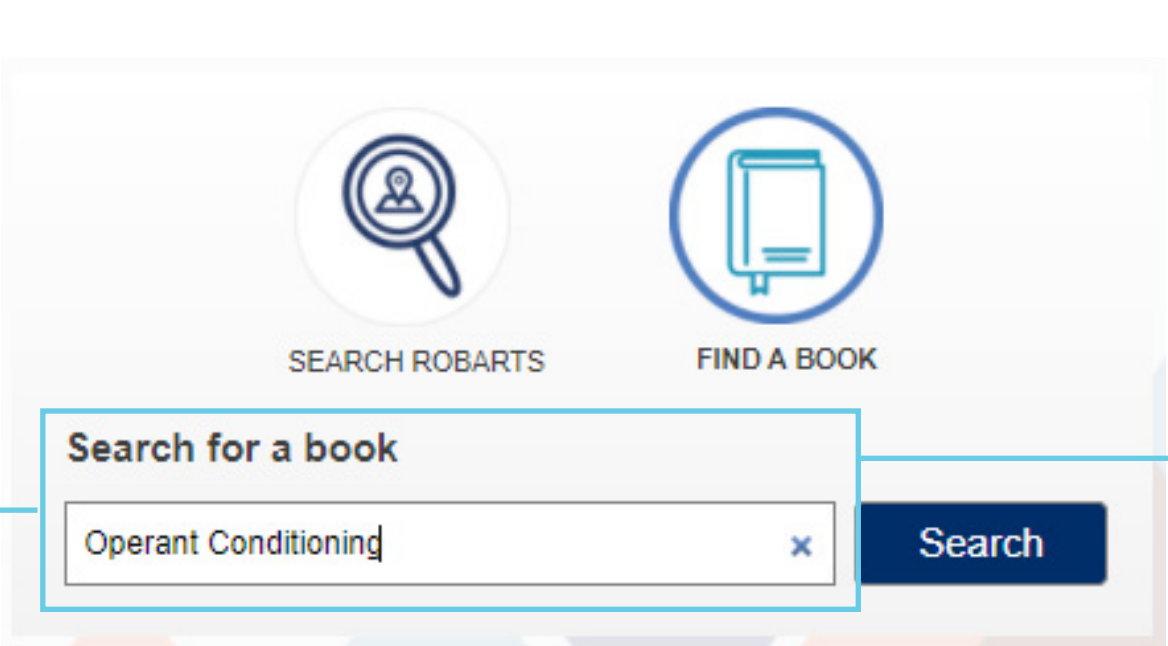 SEARCH ROBARTS
FIND A BOOK
Search for a book
Operant Conditioning
×
Search